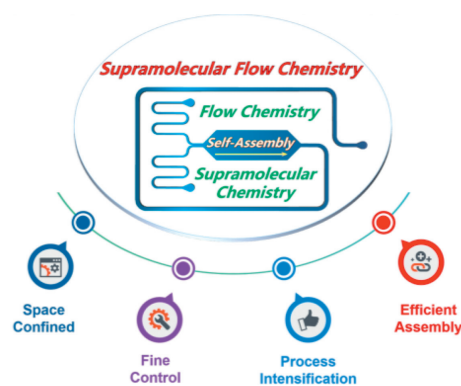 Supramolecular Flow Chemistry
Flow Chemistry
Self-Assembly
Supramolecular
Chemistry
Space
Confined
Fine
Control
Process
Intensification
Efficient
Assembly